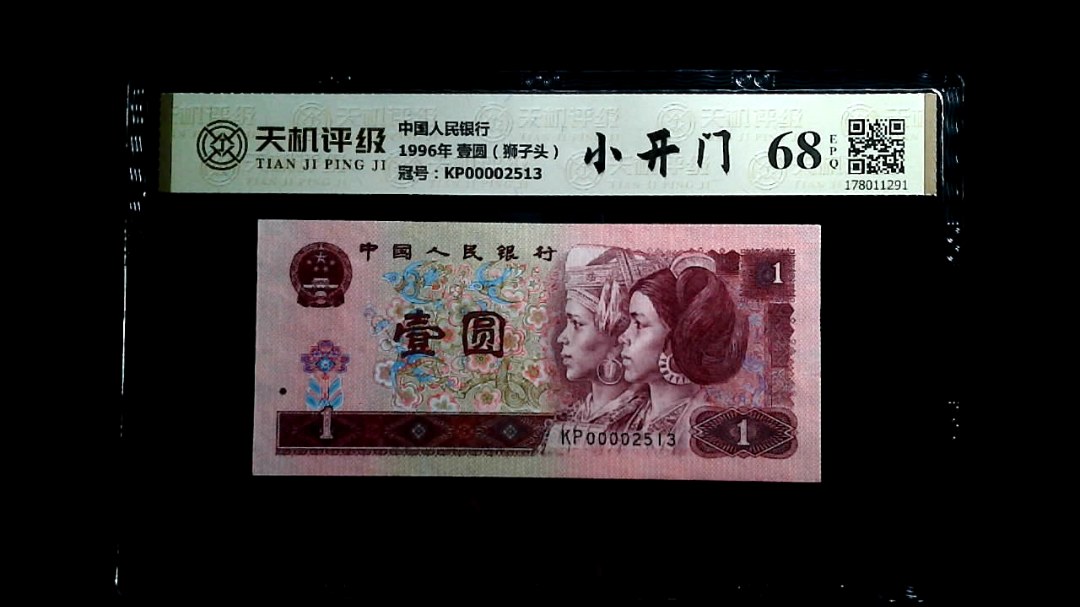 天机评级
TIAN JI PING JI
中国人民银行
1996年 壹圆（狮子头）
冠号：KP00002513
小开门
68
EPQ
178011291
中国人民银行
1
壹圆
1
KP00002513
1